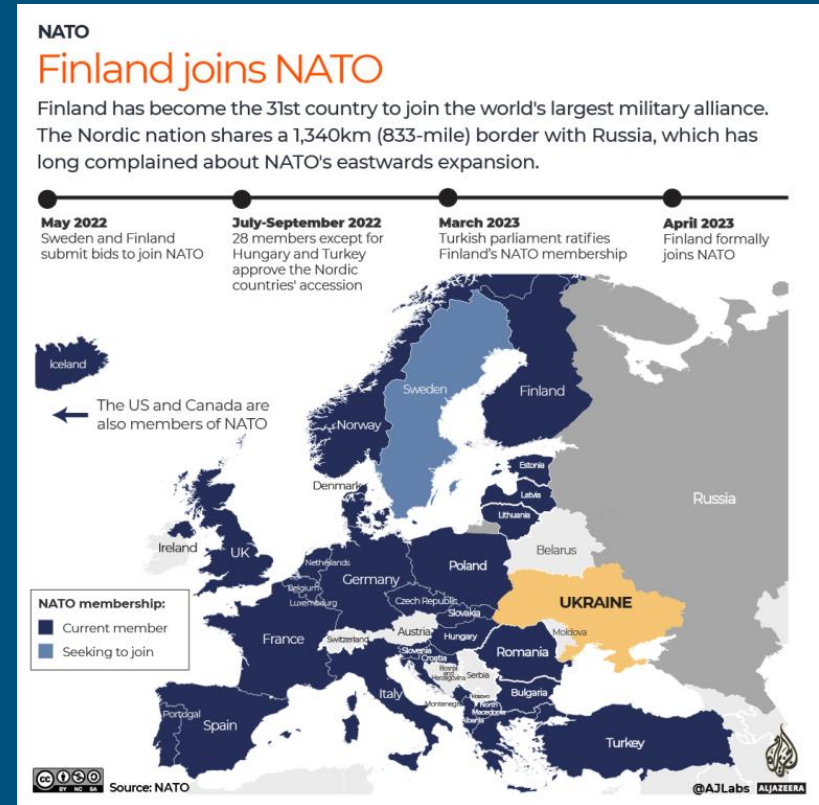 NATO
Finland joins NATO
Finland has become the 31st country to join the world's largest military alliance.
The Nordic nation shares a 1,340km (833-mile) border with Russia, which has
long complained about NATO's eastwards expansion.
May 2022
Sweden and Finland
submit bids to join NATO
July-September 2022
28 members except for
Hungary and Turkey
approve the Nordic
countries' accession
March 2023
Turkish parliament ratifies
Finland's NATO membership
April 2023
Finland formally
joins NATO
Iceland
The US and Canada are
also members of NATO
Sweden
Finland
Norway
Estonia
Denmark
Latvia
Lithuania
Russia
Ireland
UK
Belarus
Netherlands
Poland
Germany
Belgium
Luxembourg
Czech Republic
UKRAINE
Slovakia
NATO membership:
Current member
Seeking to join
France
Switzerland
Austria
Hungary
Moldova
Slovenia
Croatia
Romania
Bosnia
and
Herzegovina
Serbia
Italy
Montenegro
Kosovo
Bulgaria
North
Macedonia
Albania
Portugal
Spain
Turkey
CC BY NC SA
Source: NATO
@AJLabs
ALJAZEERA